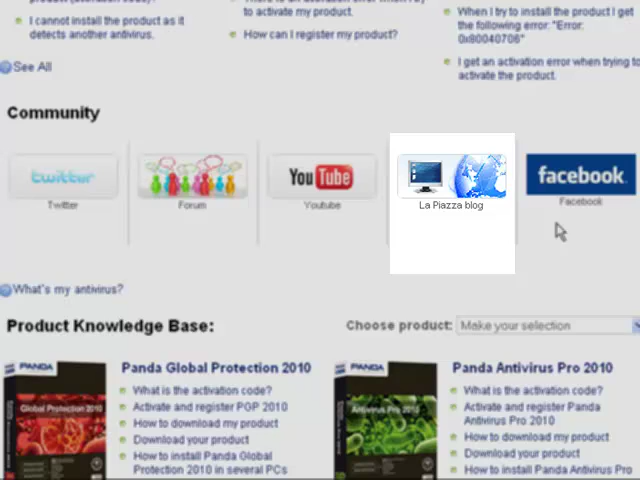 I cannot install the product as it
detects another antivirus.
to activate my product.
How can I register my product?
When I try to install the product I get
the following error: "Error:
0x80040706"
I get an activation error when trying to
activate the product.
See All
Community
twitter
Twitter
Forum
You Tube
Youtube
La Piazza blog
facebook.
Facebook
What's my antivirus?
Product Knowledge Base:
Choose product:
Make your selection
PANDA
Global Protection 2010
Panda Global Protection 2010
What is the activation code?
Activate and register PGP 2010
How to download my product
Download your product
How to install Panda Global
Protection 2010 in several PCs
PANDA
Antivirus Pro 2010
Panda Antivirus Pro 2010
What is the activation code?
Activate and register Panda
Antivirus Pro 2010
How to download my product
Download your product
How to install Panda Antivirus Pro